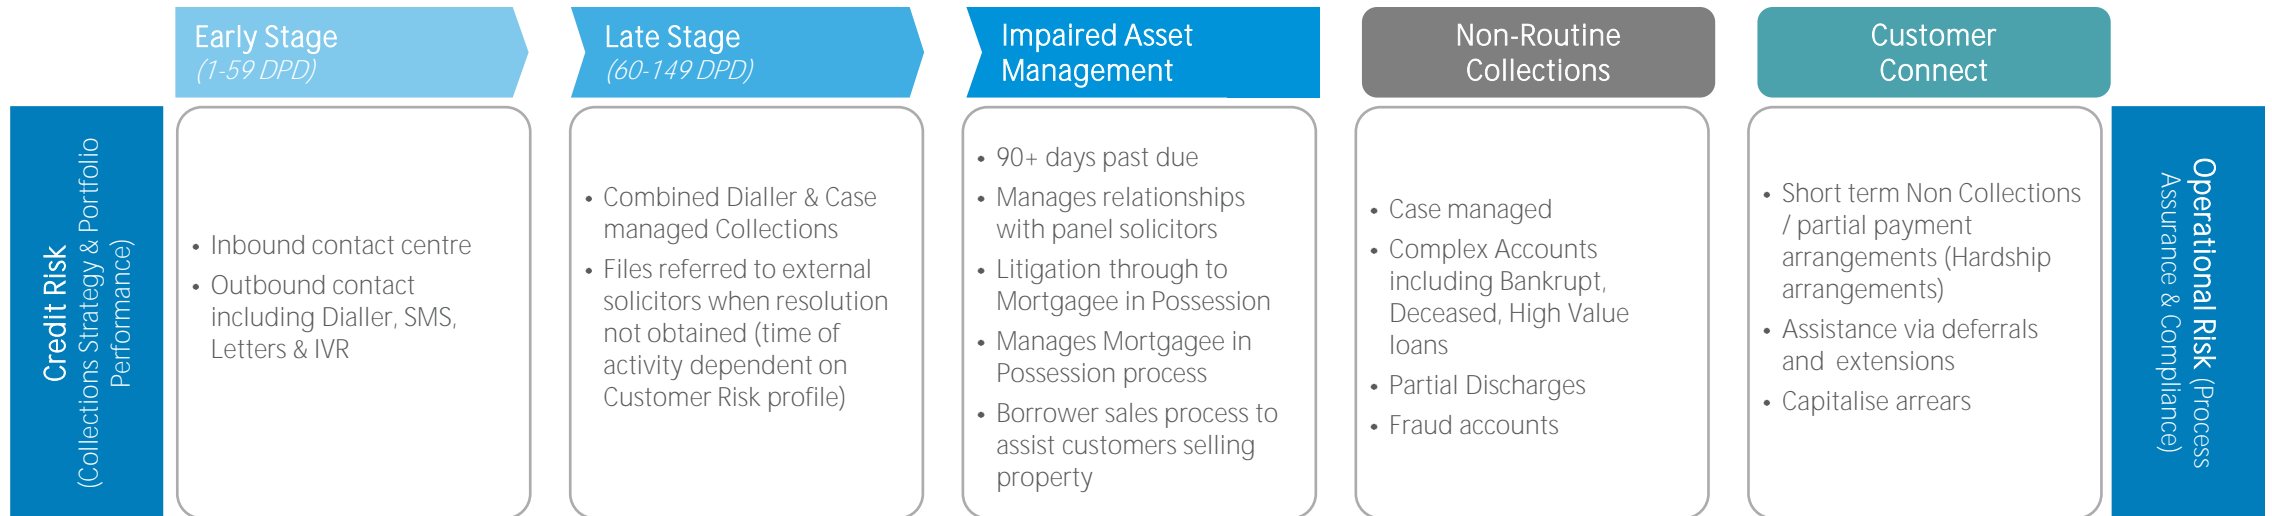 Early Stage
(1-59 DPD)
Late Stage
(60-149 DPD)
Impaired Asset
Management
Non-Routine
Collections
Customer
Connect
Credit Risk
(Collections Strategy & Portfolio
Performance)
• Inbound contact centre
• Outbound contact
including Dialler, SMS,
Letters & IVR
• Combined Dialler & Case
managed Collections
• Files referred to external
solicitors when resolution
not obtained (time of
activity dependent on
Customer Risk profile)
• 90+ days past due
• Manages relationships
with panel solicitors
• Litigation through to
Mortgagee in Possession
• Manages Mortgagee in
Possession process
• Borrower sales process to
assist customers selling
property
• Case managed
• Complex Accounts
including Bankrupt,
Deceased, High Value
loans
• Partial Discharges
• Fraud accounts
• Short term Non Collections
/ partial payment
arrangements (Hardship
arrangements)
• Assistance via deferrals
and extensions
• Capitalise arrears
Operational Risk (Process
Assurance & Compliance)